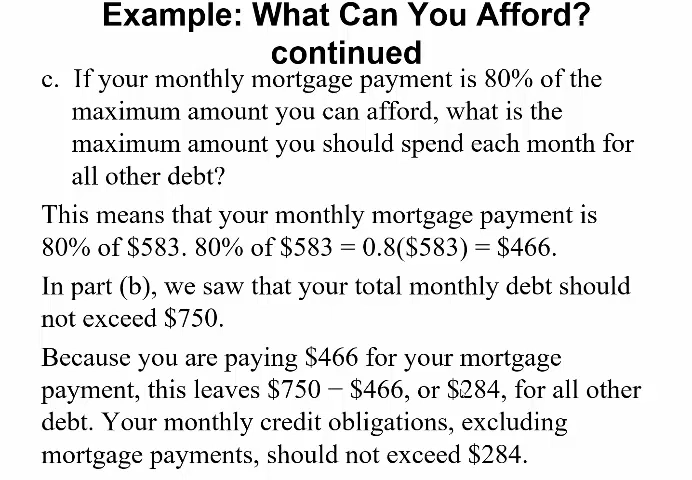 Example: What Can You Afford?
continued
c. If your monthly mortgage payment is 80% of the
maximum amount you can afford, what is the
maximum amount you should spend each month for
all other debt?
This means that your monthly mortgage payment is
80% of $583. 80% of $583 = 0.8($583) = $466.
In part (b), we saw that your total monthly debt should
not exceed $750.
Because you are paying $466 for your mortgage
payment, this leaves $750 − $466, or $284, for all other
debt. Your monthly credit obligations, excluding
mortgage payments, should not exceed $284.